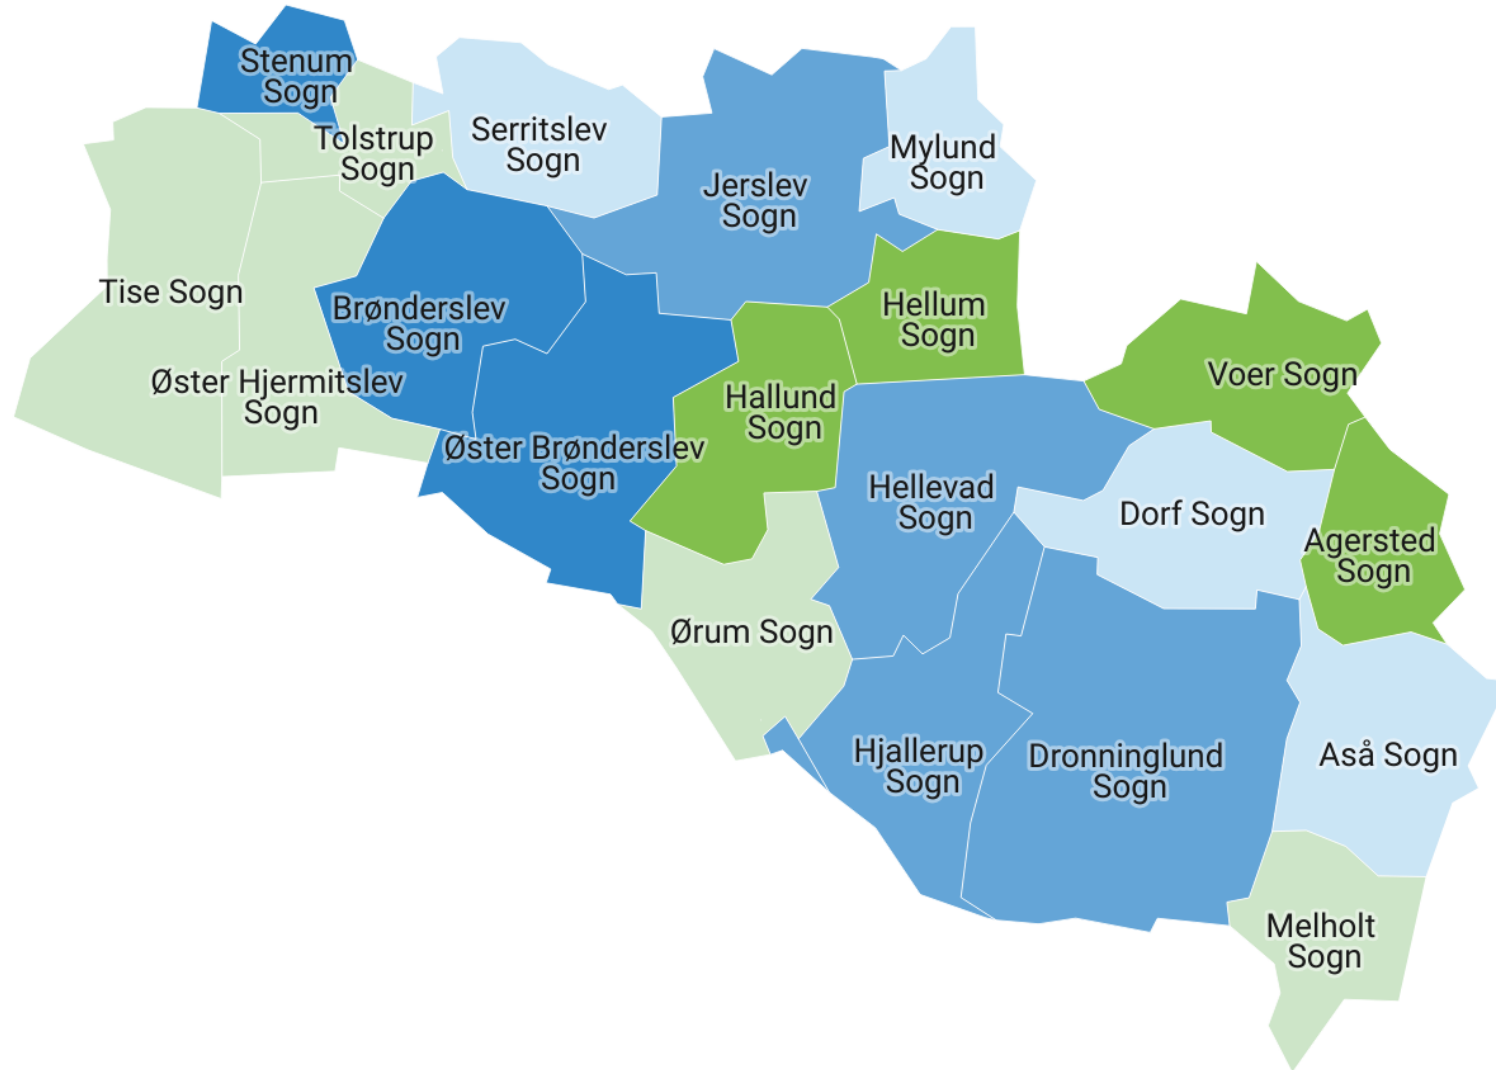 Stenum
Sogn
Tolstrup
Sogn
Serritslev
Sogn
Jerslev
Sogn
Mylund
Sogn
Tise Sogn
Brønderslev
Sogn
Hellum
Sogn
Øster Hjermitslev
Sogn
Hallund
Sogn
Voer Sogn
Øster Brønderslev
Sogn
Hellevad
Sogn
Dorf Sogn
Agersted
Sogn
Ørum Sogn
Hjallerup
Sogn
Dronninglund
Sogn
Aså Sogn
Melholt
Sogn